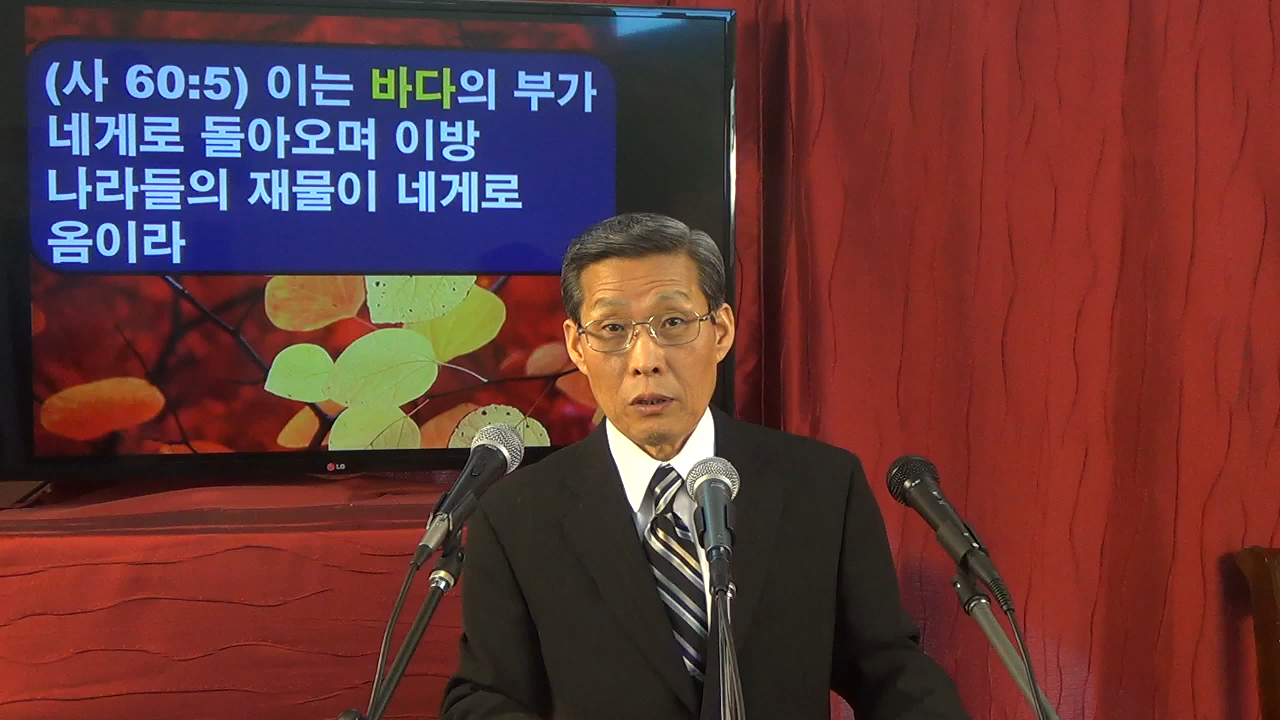 (사 60:5) 이는 바다의 부가
네게로 돌아오며 이방
나라들의 재물이 네게로
옴이라
LG